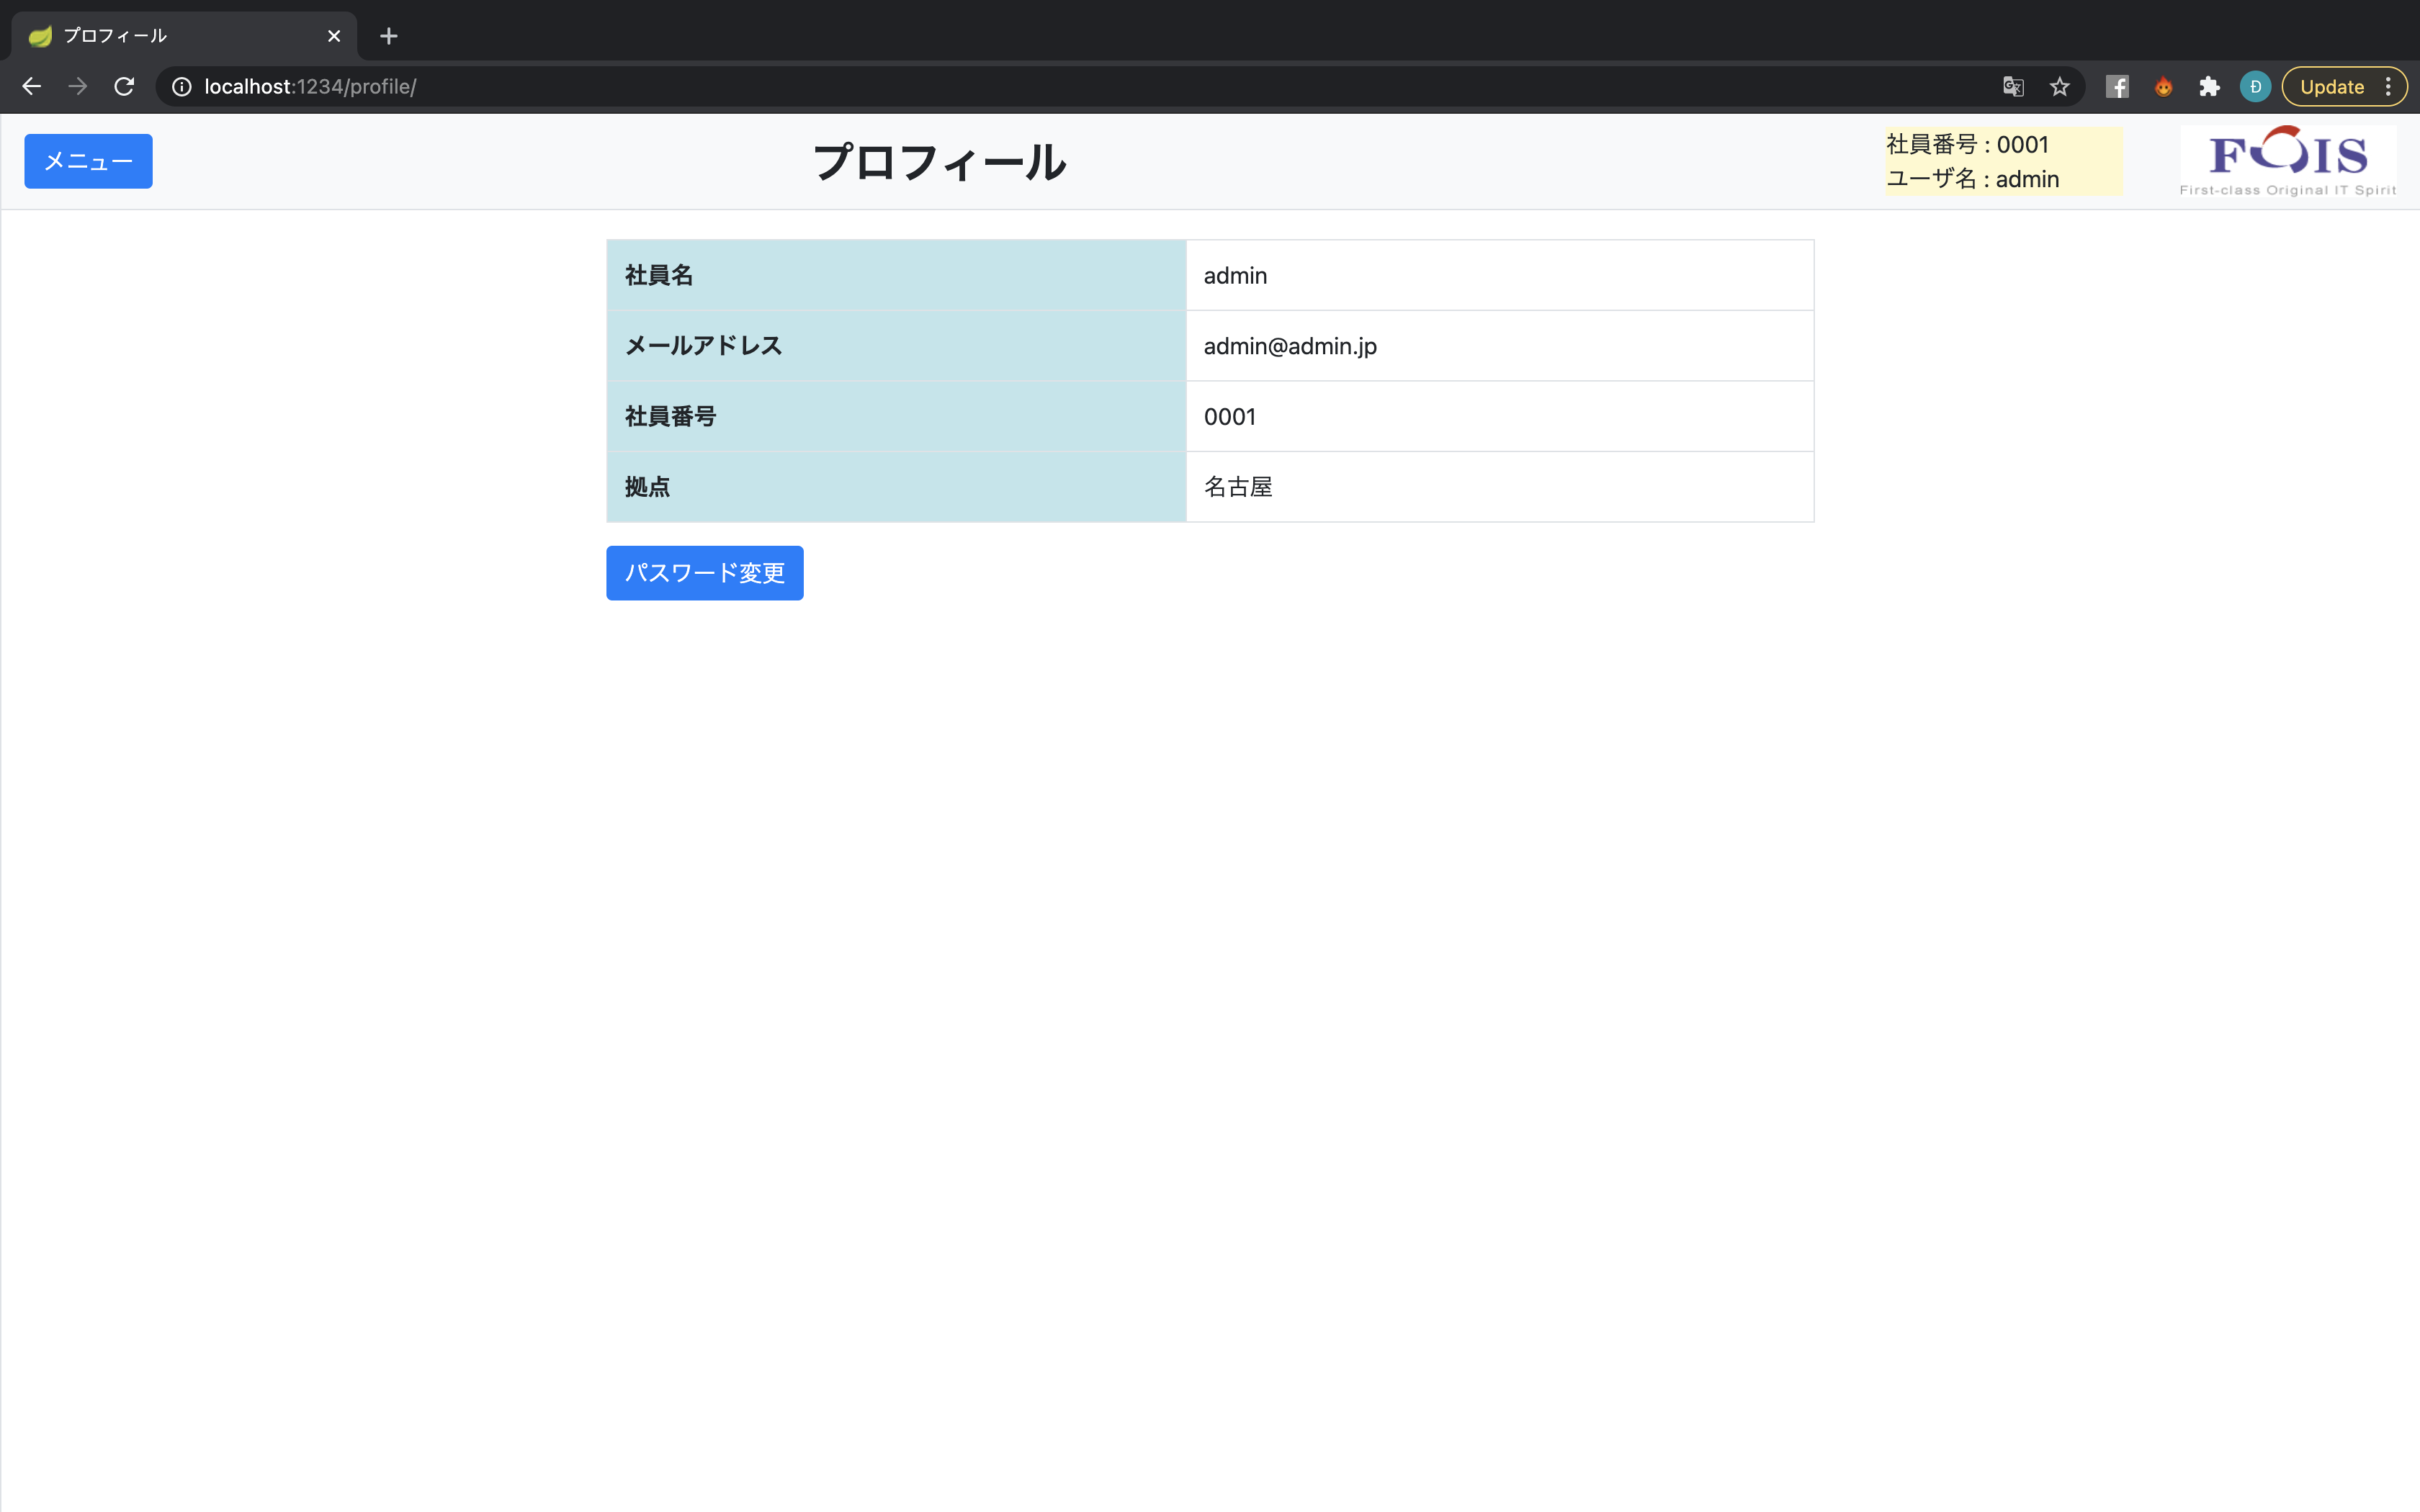 プロフィール
localhost:1234/profile/
Đ
Update
メニュー
プロフィール
社員番号 : 0001
ユーザ名 : admin
FOIS
First-class Original IT Spirit
社員名 admin
メールアドレス admin@admin.jp
社員番号 0001
拠点 名古屋
パスワード変更